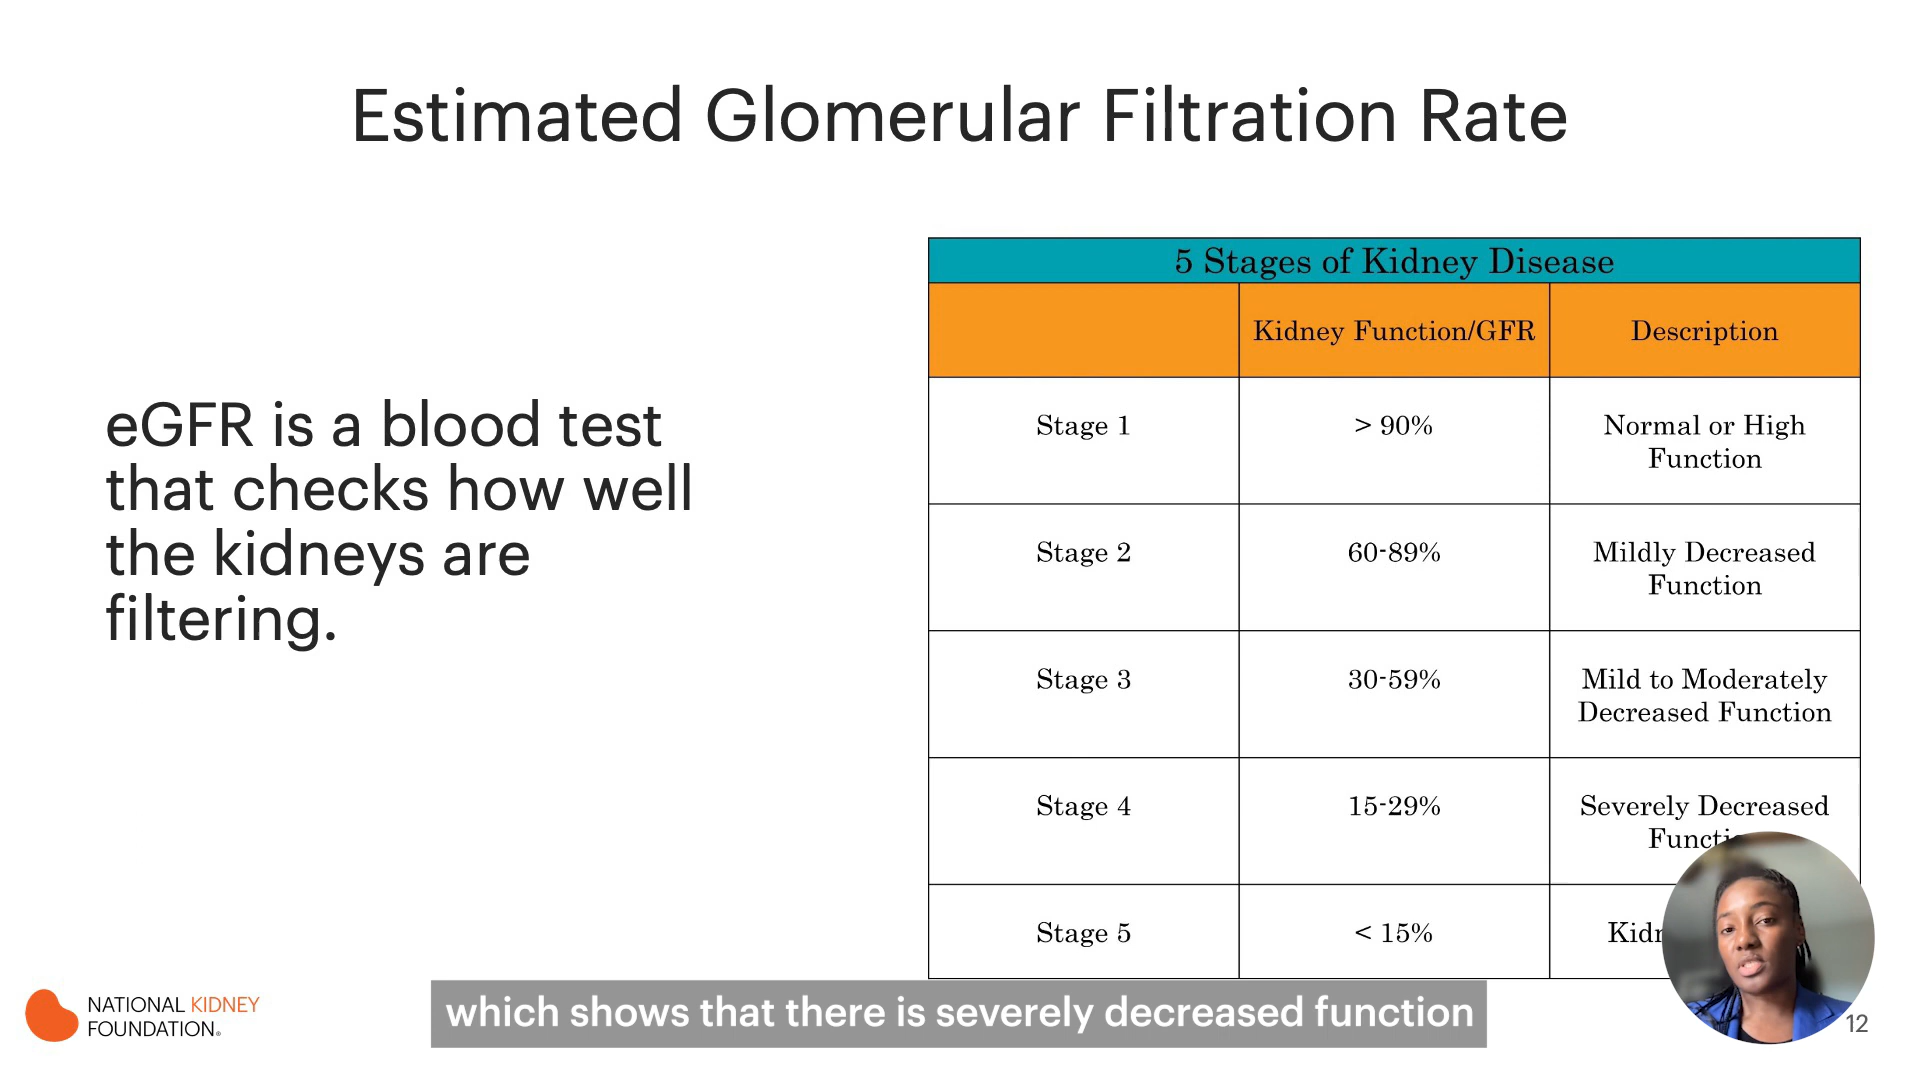 Estimated Glomerular Filtration Rate
eGFR is a blood test
that checks how well
the kidneys are
filtering.
5 Stages of Kidney Disease
Kidney Function/GFR Description
Stage 1 > 90% Normal or High
Function
Stage 2 60-89% Mildly Decreased
Function
Stage 3 30-59% Mild to Moderately
Decreased Function
Stage 4 15-29% Severely Decreased
Stage 5 < 15%
NATIONAL KIDNEY
FOUNDATION®
which shows that there is severely decreased function
12